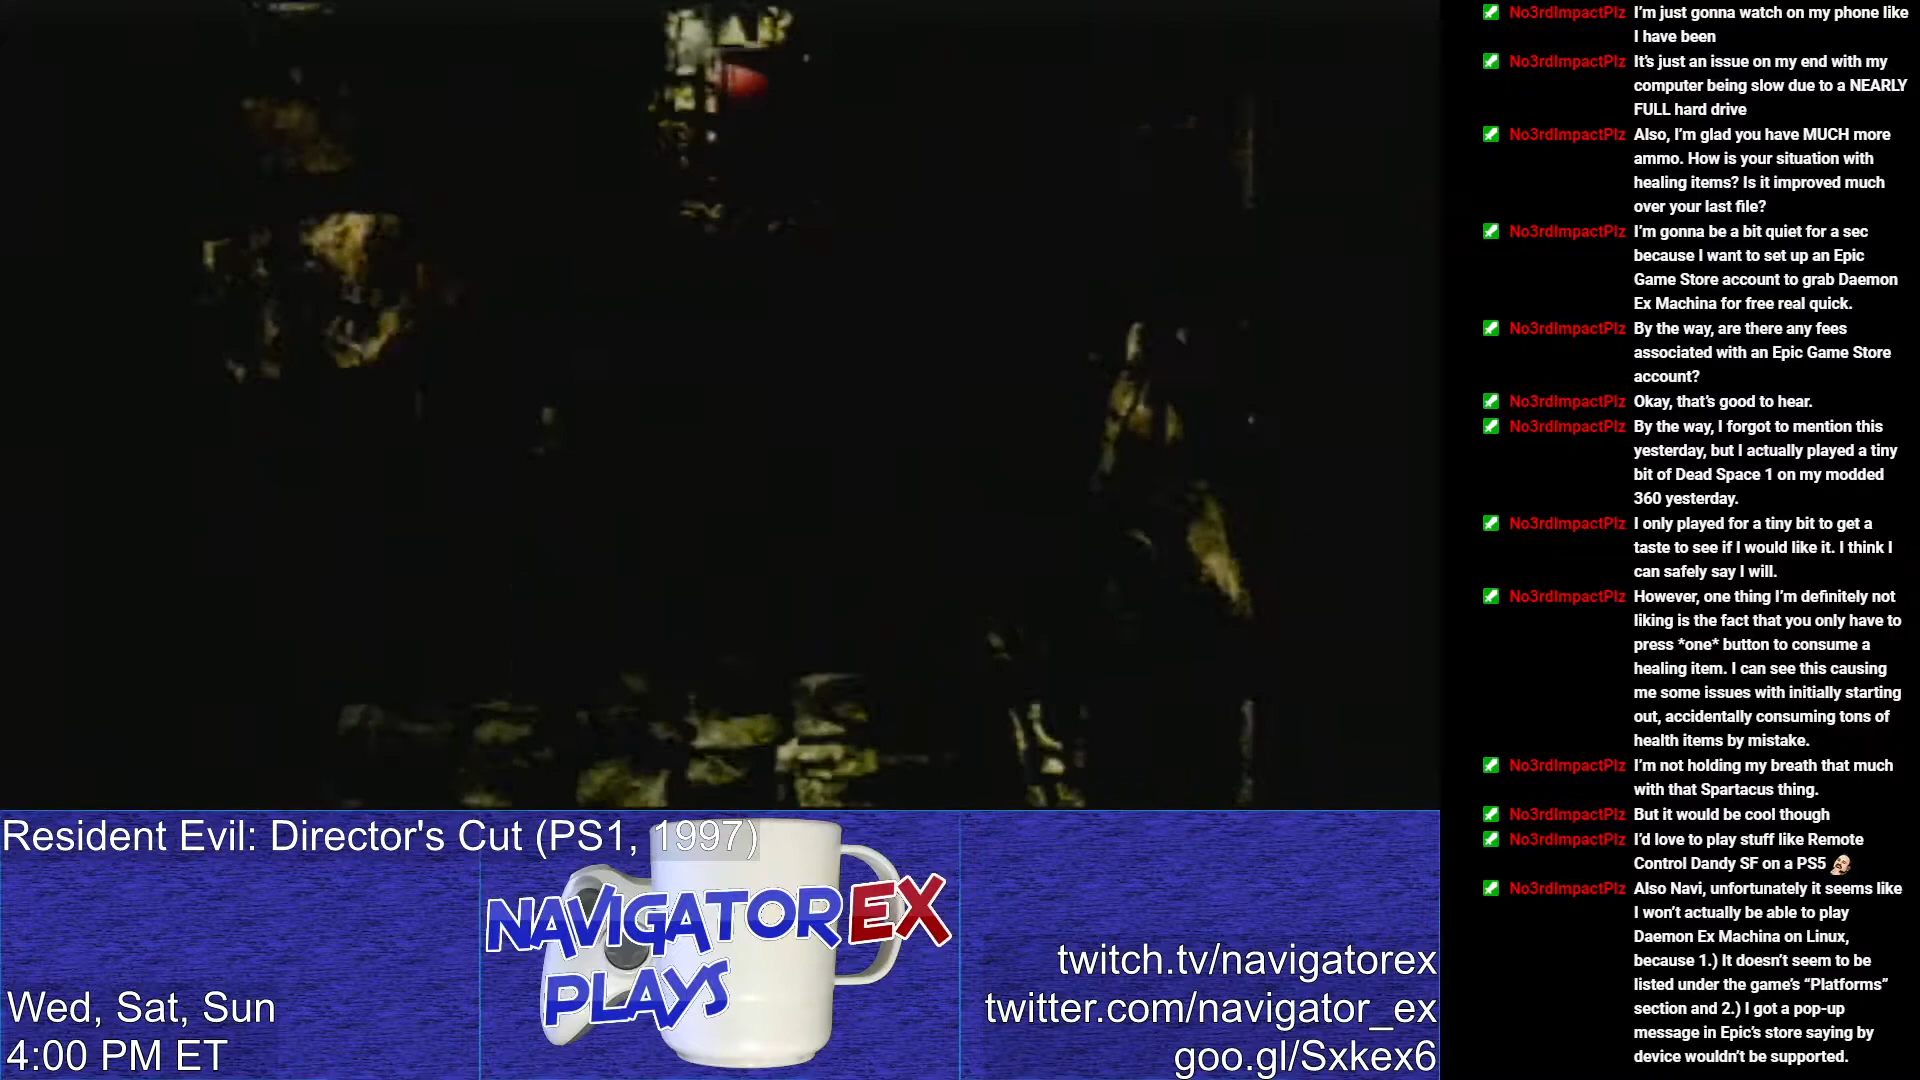 No3rdImpactPlz I'm just gonna watch on my phone like
I have been
No3rdImpactPlz It's just an issue on my end with my
computer being slow due to a NEARLY
FULL hard drive
No3rdImpactPlz Also, I'm glad you have MUCH more
ammo. How is your situation with
healing items? Is it improved much
over your last file?
No3rdImpactPlz I'm gonna be a bit quiet for a sec
because I want to set up an Epic
Game Store account to grab Daemon
Ex Machina for free real quick.
No3rdImpactPlz By the way, are there any fees
associated with an Epic Game Store
account?
No3rdImpactPlz Okay, that's good to hear.
No3rdImpactPlz By the way, I forgot to mention this
yesterday, but I actually played a tiny
bit of Dead Space 1 on my modded
360 yesterday.
No3rdImpactPlz I only played for a tiny bit to get a
taste to see if I would like it. I think I
can safely say I will.
No3rdImpactPlz However, one thing I'm definitely not
liking is the fact that you only have to
press *one* button to consume a
healing item. I can see this causing
me some issues with initially starting
out, accidentally consuming tons of
health items by mistake.
No3rdImpactPlz I'm not holding my breath that much
with that Spartacus thing.
No3rdImpactPlz But it would be cool though
No3rdImpactPlz I'd love to play stuff like Remote
Control Dandy SF on a PS5
No3rdImpactPlz Also Navi, unfortunately it seems like
I won't actually be able to play
Daemon Ex Machina on Linux,
because 1.) It doesn't seem to be
listed under the game's "Platforms"
section and 2.) I got a pop-up
message in Epic's store saying by
device wouldn't be supported.
Resident Evil: Director's Cut (PS1, 1997)
Wed, Sat, Sun
4:00 PM ET
NAVIGATOR EX
PLAYS
twitch.tv/navigatorex
twitter.com/navigator_ex
goo.gl/Sxkex6